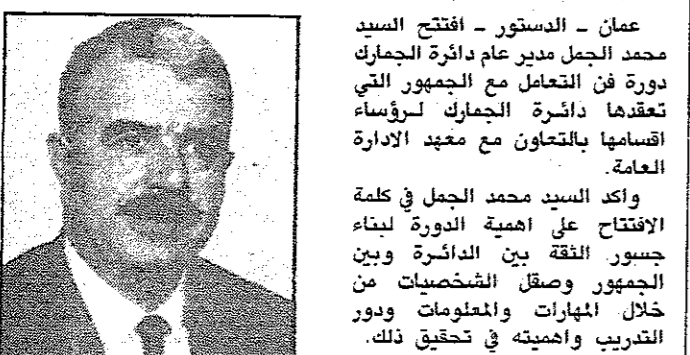 عمان ـ الدستور ـ افتتح السيد
محمد الجمل مدير عام دائرة الجمارك
دورة فن التعامل مع الجمهور التي
تعقدها دائرة الجمارك لرؤساء
اقسامها بالتعاون مع معهد الادارة
العامة.
واكد السيد محمد الجمل في كلمة
الافتتاح على اهمية الدورة لبناء
جسور الثقة بين الدائرة وبين
الجمهور وصقل الشخصيات من
خلال المهارات والمعلومات ودور
التدريب واهميته في تحقيق ذلك.